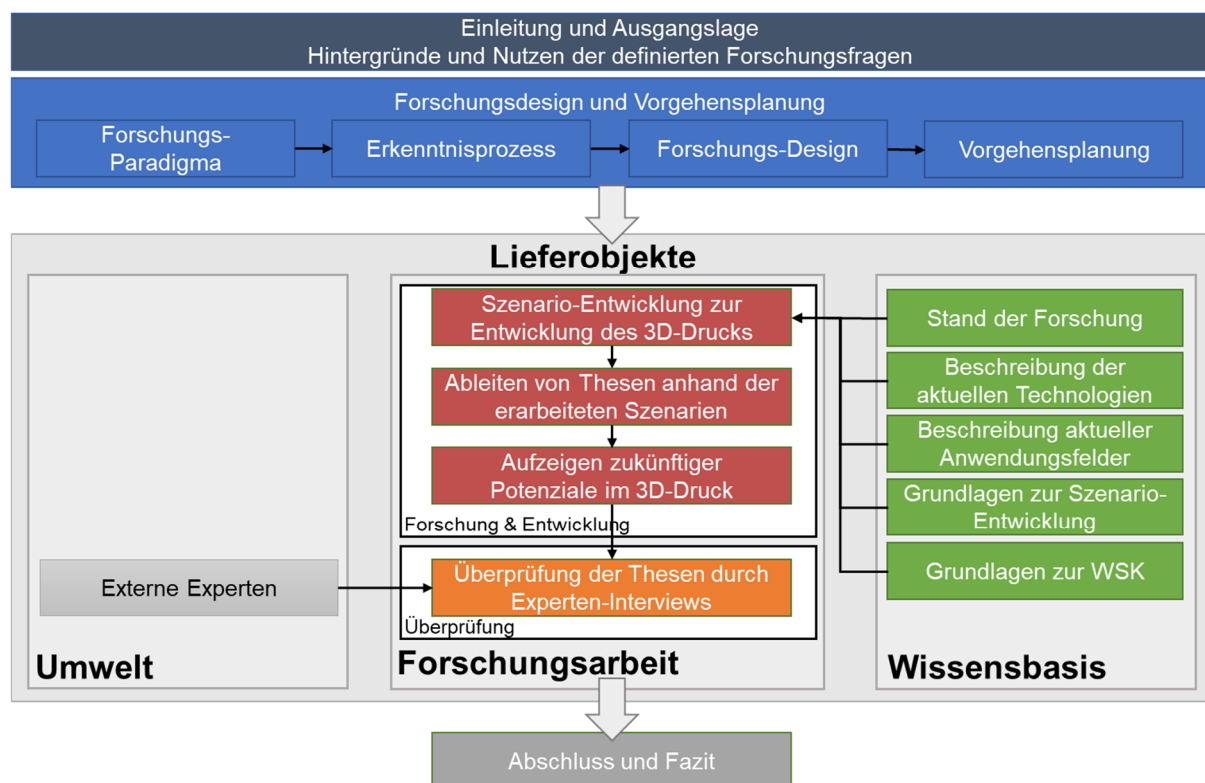 Einleitung und Ausgangslage
Hintergründe und Nutzen der definierten Forschungsfragen
Forschungsdesign und Vorgehensplanung
Forschungs-
Paradigma
Erkenntnisprozess
Forschungs-Design
Vorgehensplanung
Lieferobjekte
Szenario-Entwicklung zur
Entwicklung des 3D-Drucks
Ableiten von Thesen anhand der
erarbeiteten Szenarien
Aufzeigen zukünftiger
Potenziale im 3D-Druck
Forschung & Entwicklung
Externe Experten
Überprüfung der Thesen durch
Experten-Interviews
Überprüfung
Stand der Forschung
Beschreibung der
aktuellen Technologien
Beschreibung aktueller
Anwendungsfelder
Grundlagen zur Szenario-
Entwicklung
Grundlagen zur WSK
Umwelt
Forschungsarbeit
Wissensbasis
Abschluss und Fazit